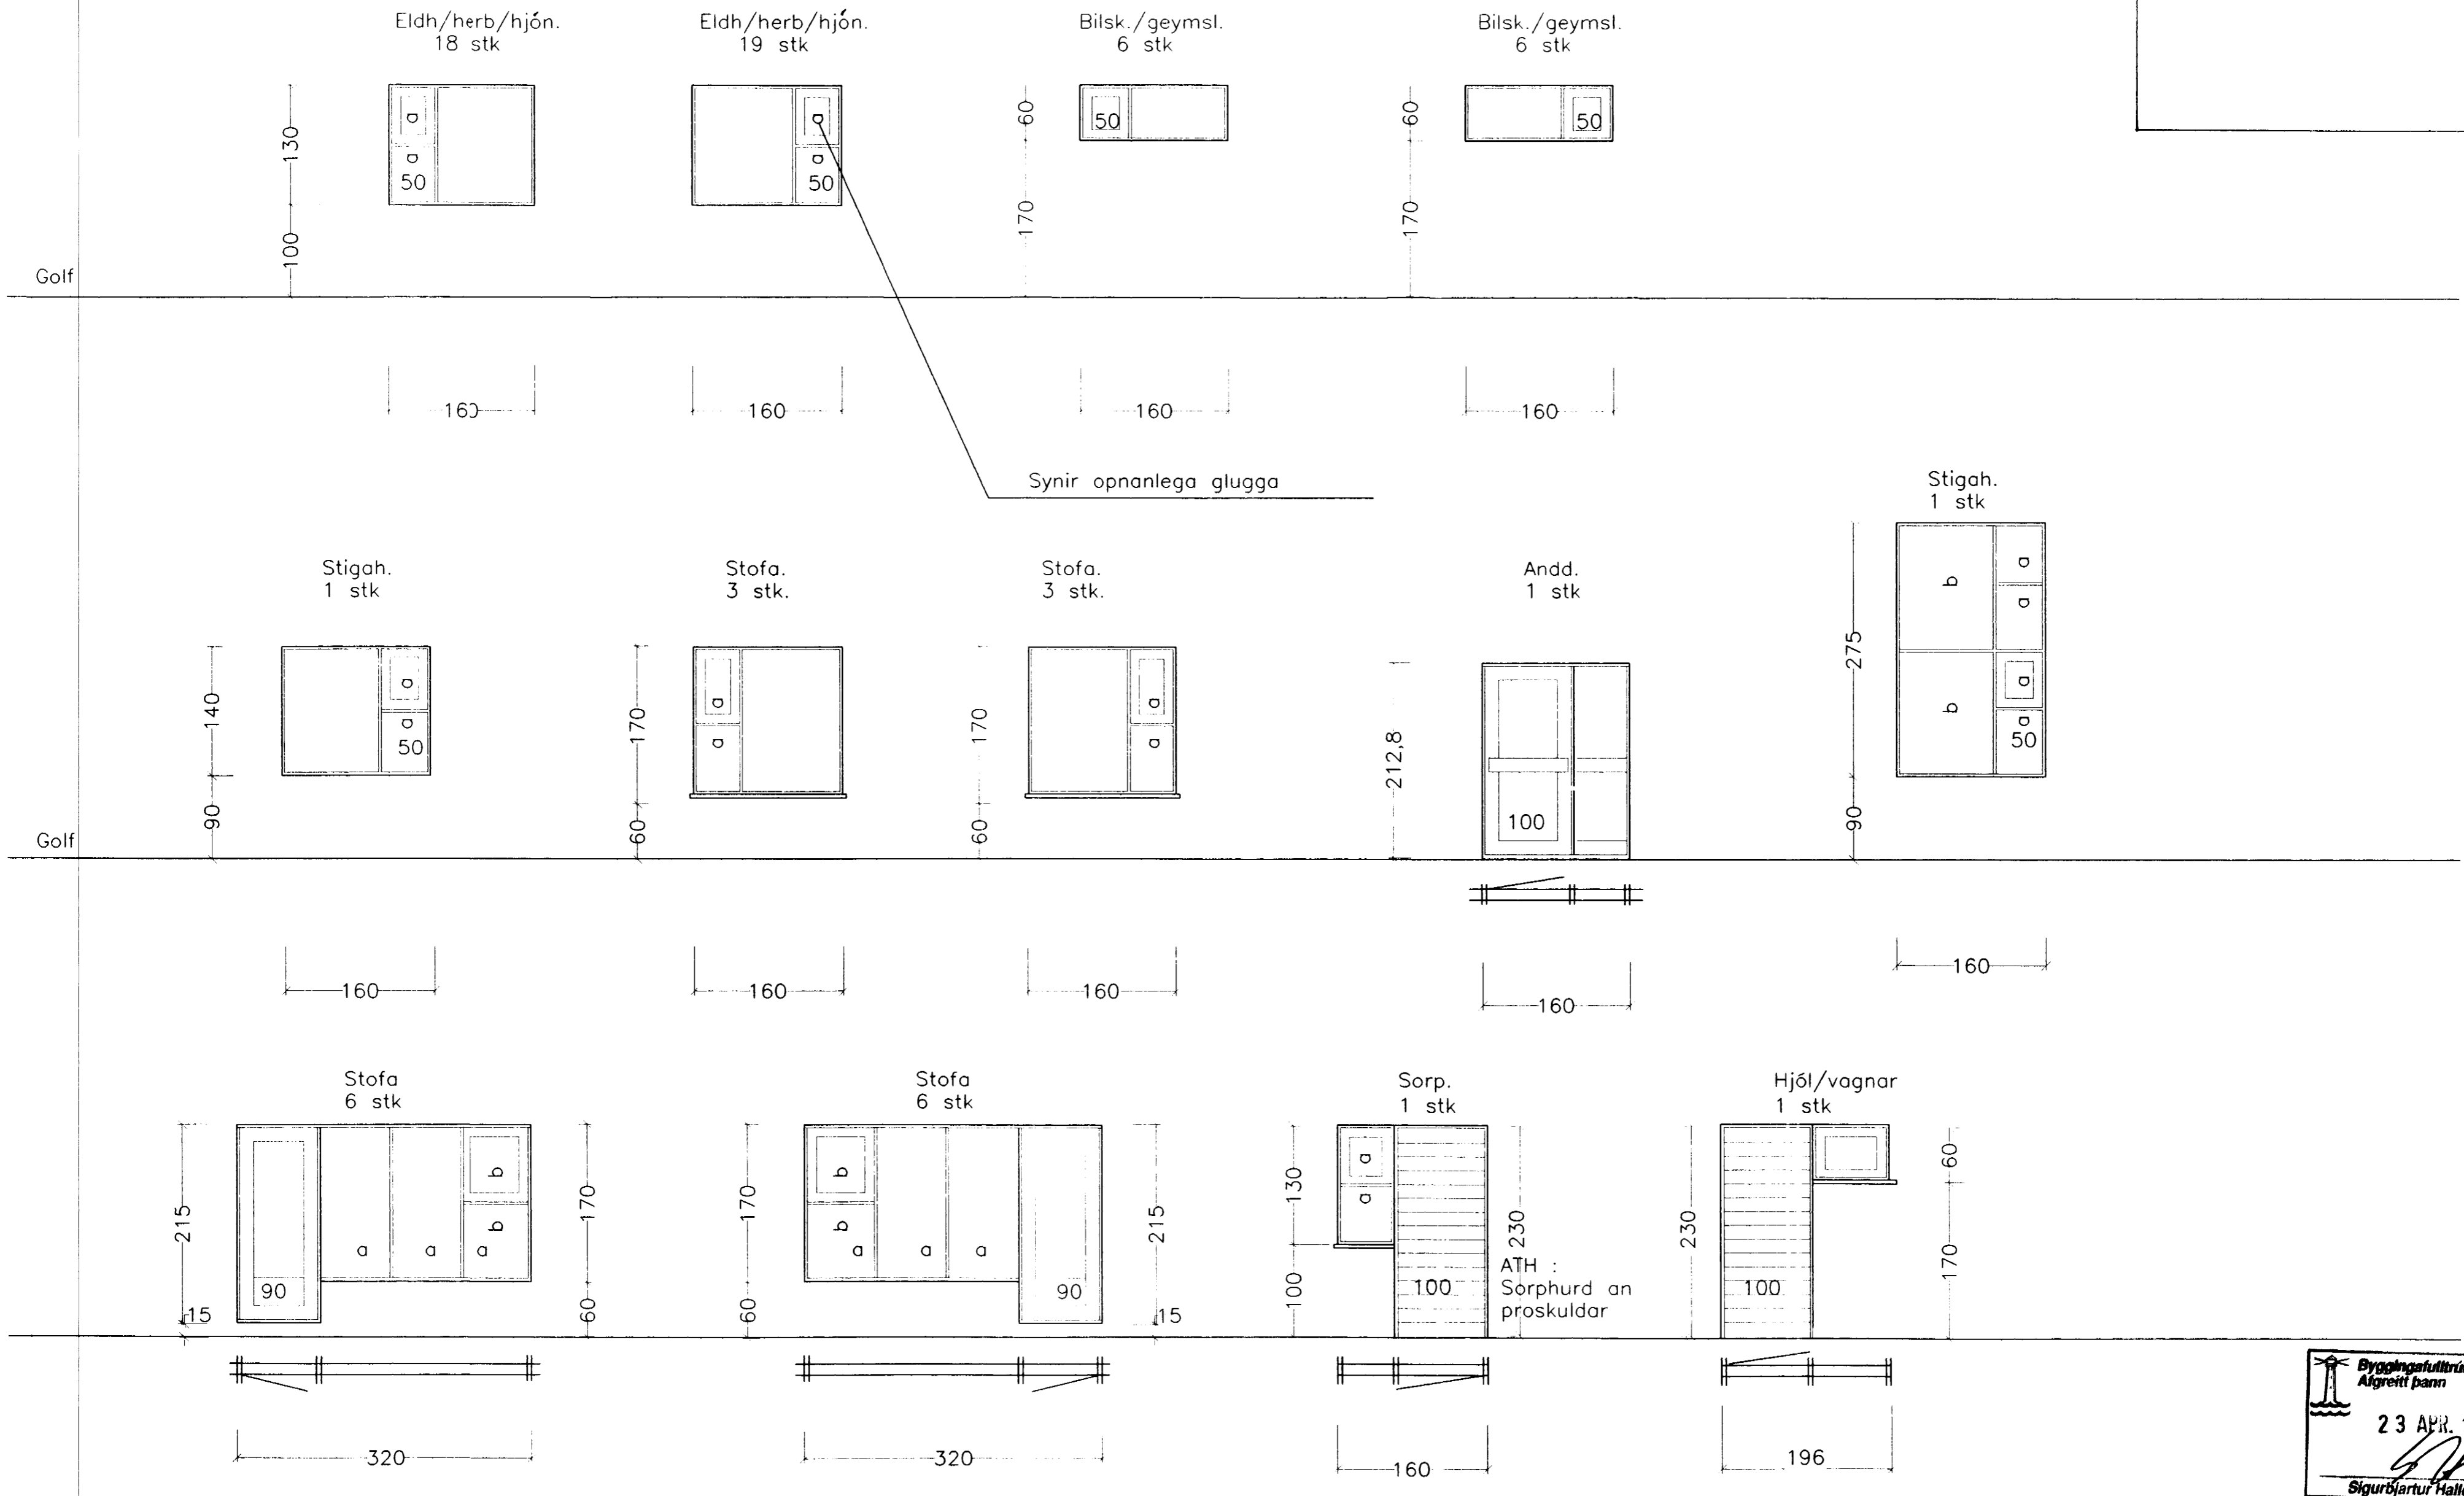 Eldh/herb/hjón.
18 stk
Eldh/herb/hjón.
19 stk
Bilsk./geymsl.
6 stk
Bilsk./geymsl.
6 stk
130
100
a
a
50
a
a
50
60
170
50
60
170
50
Golf
160
160
160
160
Synir opnanlega glugga
Stigah.
1 stk
Stofa.
3 stk.
Stofa.
3 stk.
Andd.
1 stk
Stigah.
1 stk
140
90
a
a
50
170
60
a
a
170
60
a
a
212,8
100
275
90
b
b
a
a
a
a
50
Golf
160
160
160
160
160
Stofa
6 stk
Stofa
6 stk
Sorp.
1 stk
Hjól/vagnar
1 stk
215
15
90
a
a
a
b
b
170
60
170
60
b
b
a
a
a
90
215
15
130
100
a
a
100
230
ATH :
Sorphurd an
proskuldar
230
100
60
170
320
320
160
196
Afgreitt þann
23 APR.